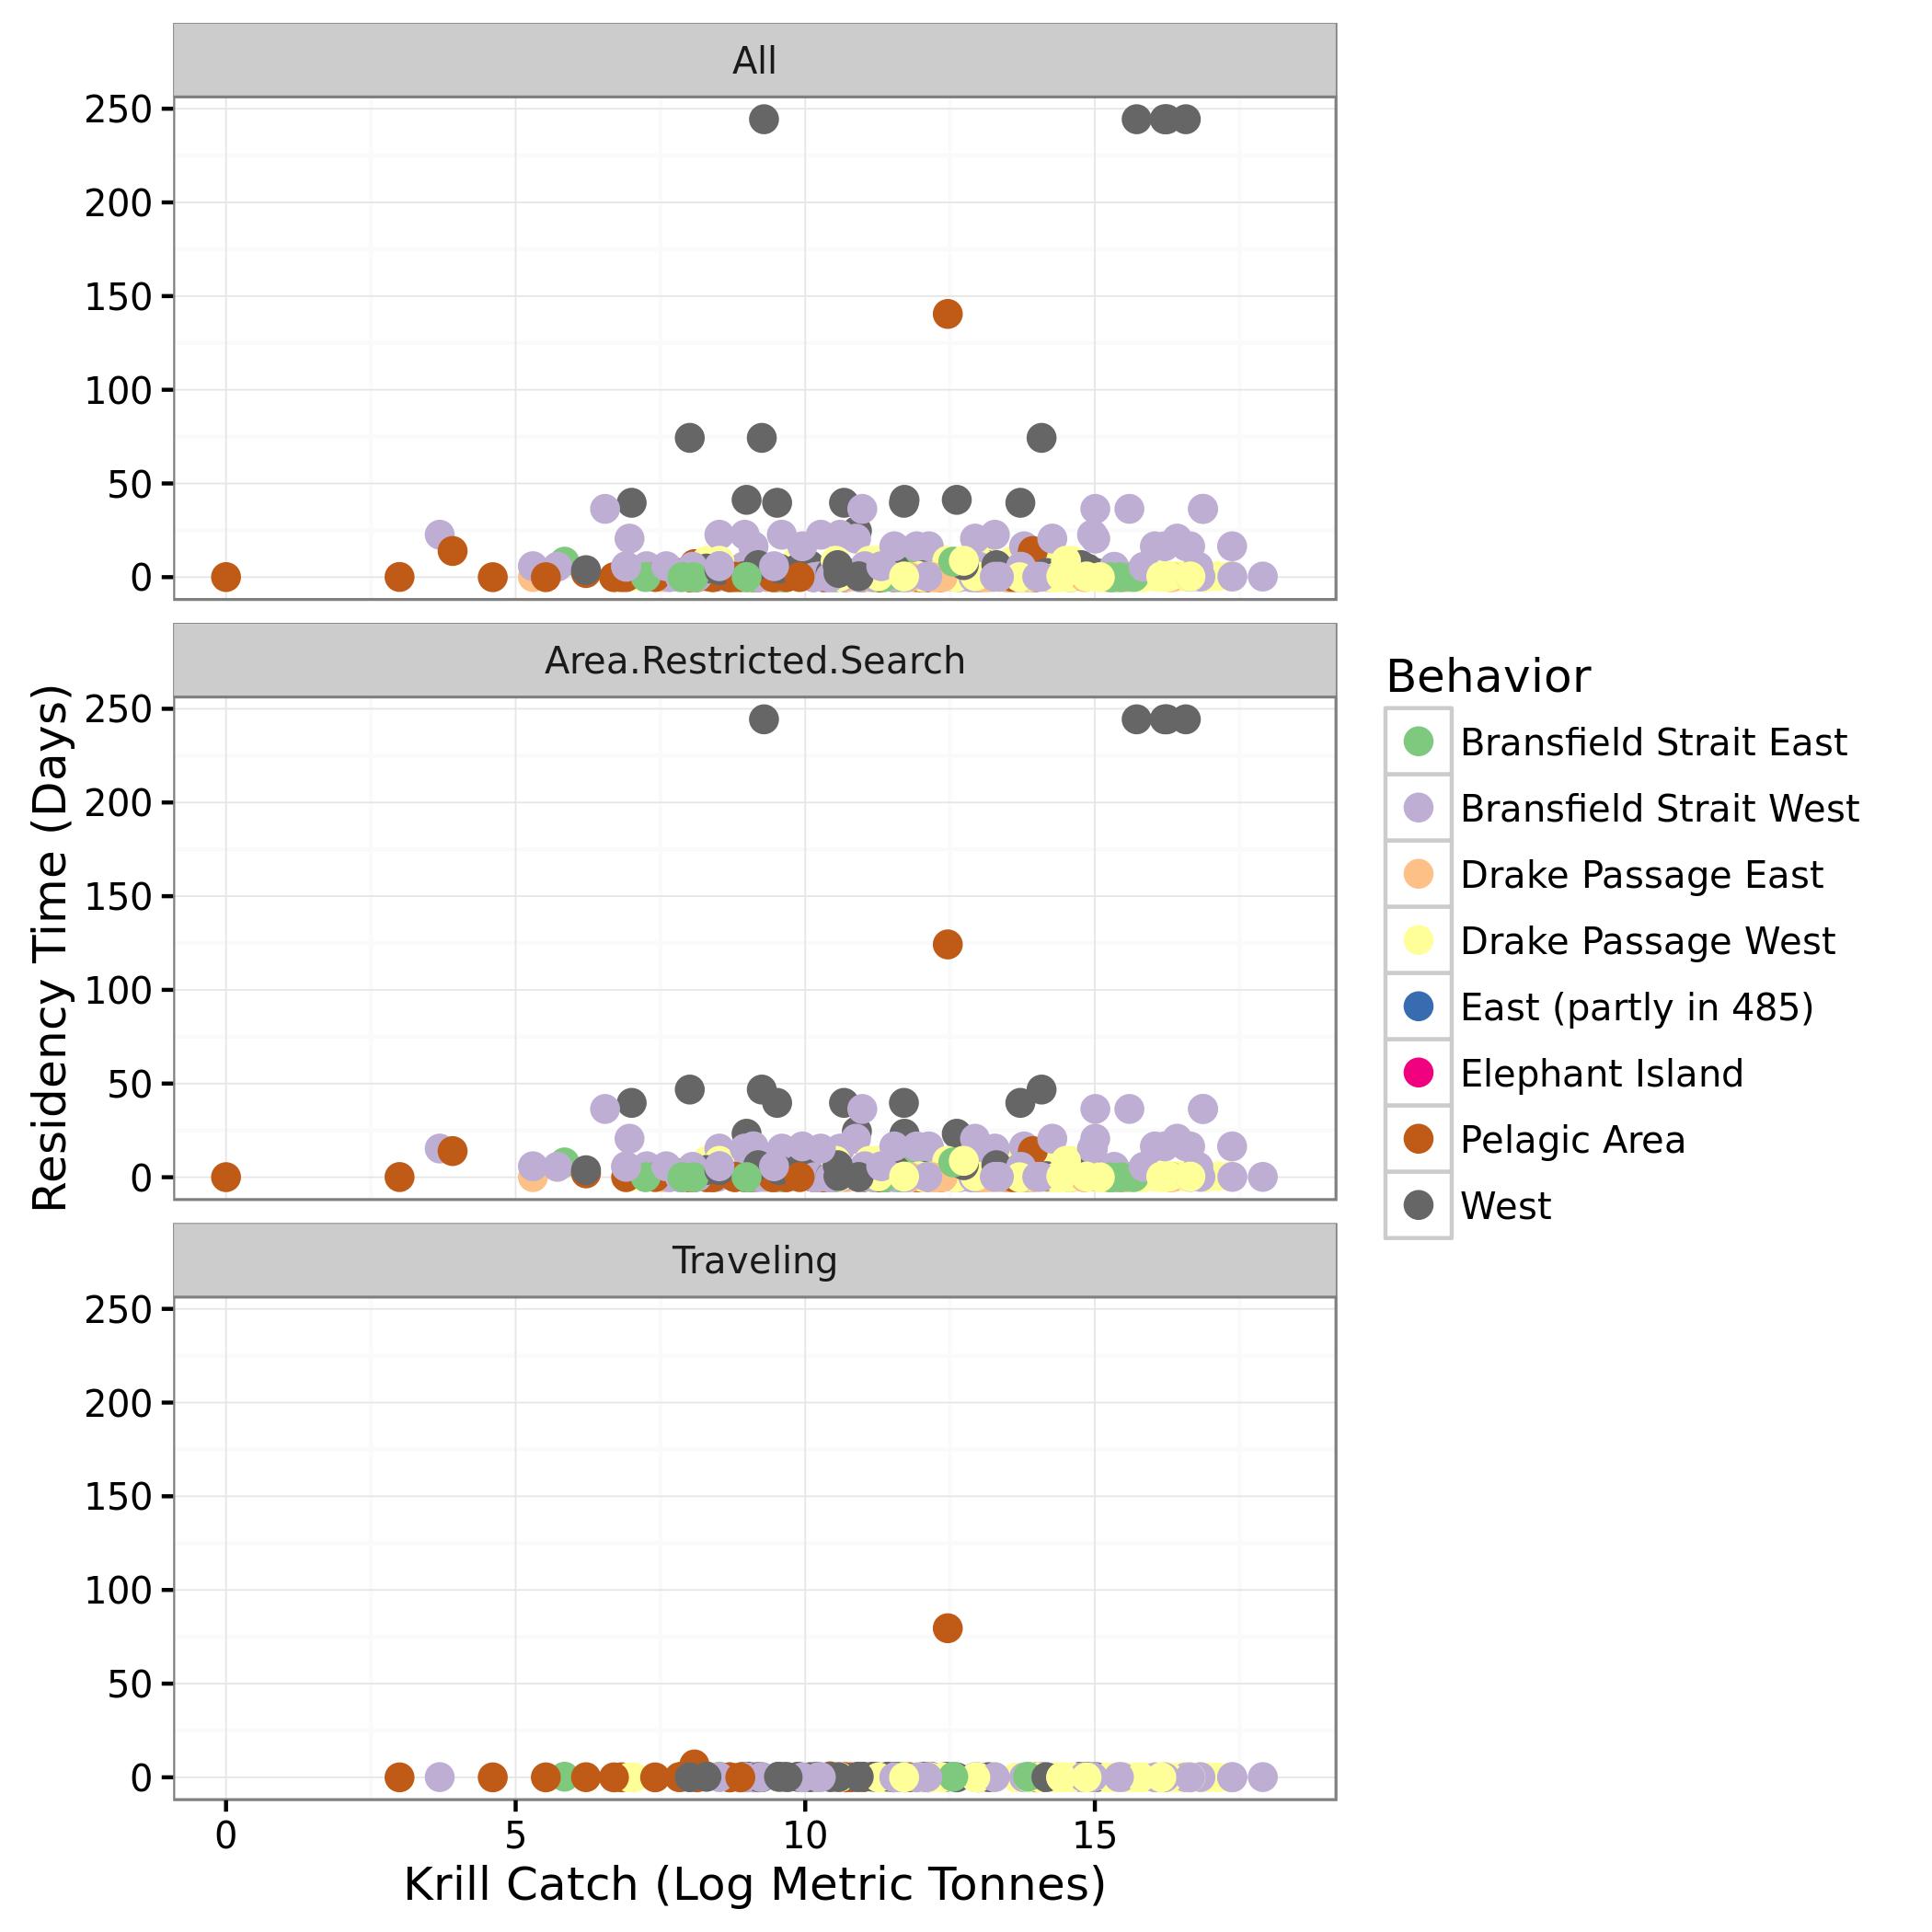 All
250
200
150
100
50
0
Area.Restricted.Search
250
200
150
100
50
0
Traveling
250
200
150
100
50
0
0 5 10 15
Krill Catch (Log Metric Tonnes)
Residency Time (Days)
Behavior
Bransfield Strait East
Bransfield Strait West
Drake Passage East
Drake Passage West
East (partly in 485)
Elephant Island
Pelagic Area
West